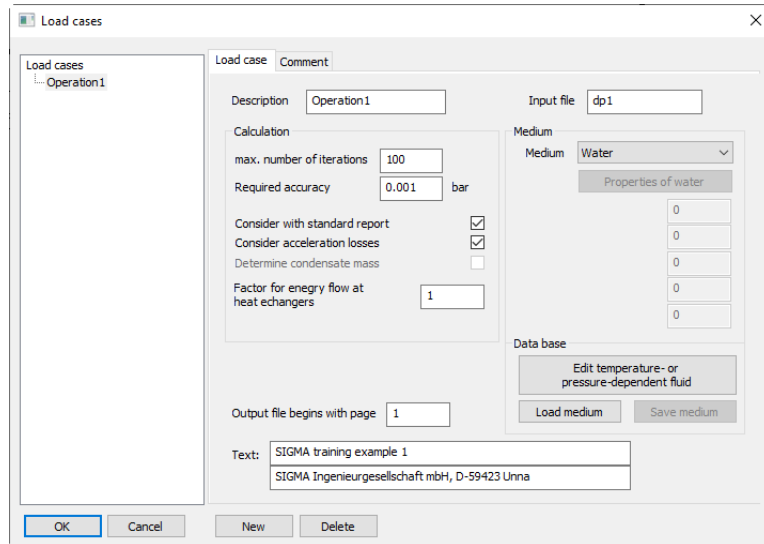 Load cases
Load cases
Operation1
Load case
Comment
Description
Operation1
Input file
dp1
Calculation
max. number of iterations
100
Required accuracy
0.001
bar
Consider with standard report
Consider acceleration losses
Determine condensate mass
Factor for enegry flow at
heat echangers
1
Medium
Medium
Water
Properties of water
0
0
0
0
0
Data base
Edit temperature- or
pressure-dependent fluid
Load medium
Save medium
Output file begins with page
1
Text:
SIGMA training example 1
SIGMA Ingenieurgesellschaft mbH, D-59423 Unna
OK
Cancel
New
Delete